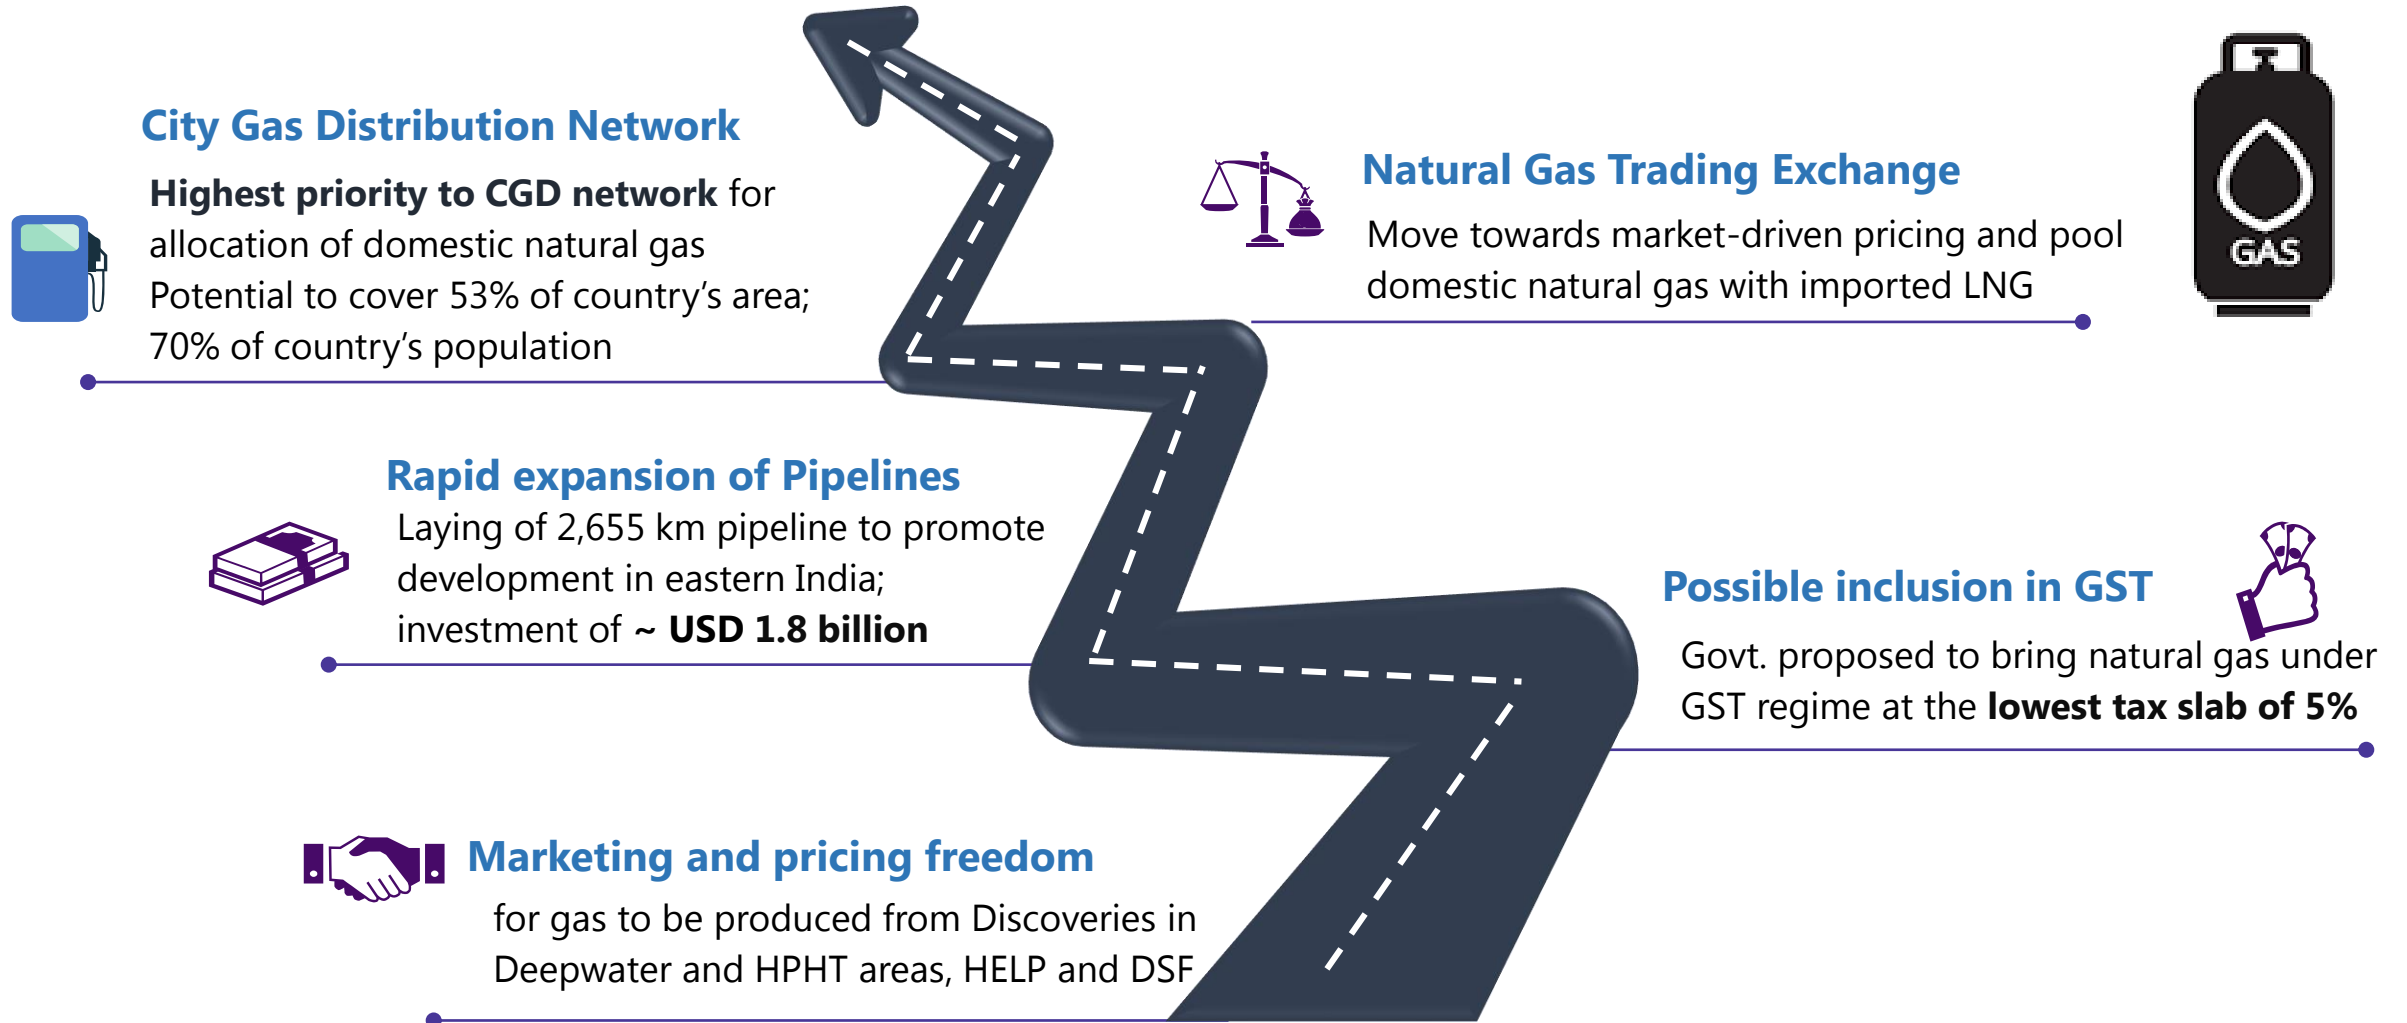 City Gas Distribution Network
Highest priority to CGD network for
allocation of domestic natural gas
Potential to cover 53% of country’s area;
70% of country’s population
Natural Gas Trading Exchange
Move towards market-driven pricing and pool
domestic natural gas with imported LNG
GAS
Rapid expansion of Pipelines
Laying of 2,655 km pipeline to promote
development in eastern India;
investment of ~ USD 1.8 billion
Possible inclusion in GST
Govt. proposed to bring natural gas under
GST regime at the lowest tax slab of 5%
Marketing and pricing freedom
for gas to be produced from Discoveries in
Deepwater and HPHT areas, HELP and DSF